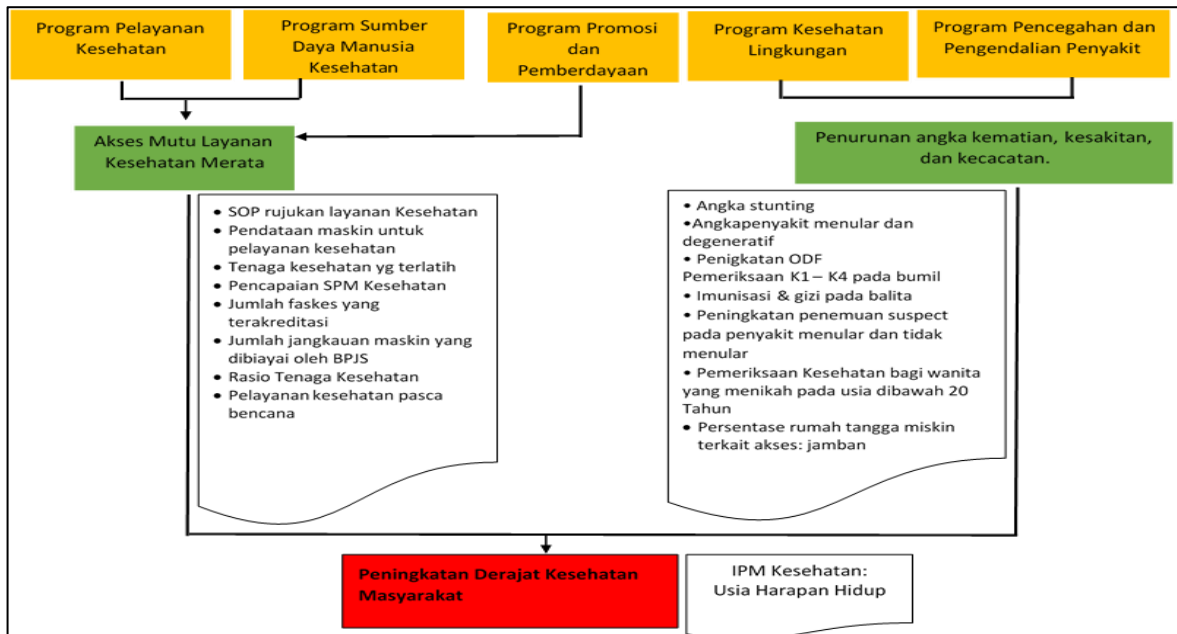 Program Pelayanan
Kesehatan
Program Sumber
Daya Manusia
Kesehatan
Program Promosi
dan
Pemberdayaan
Program Kesehatan
Lingkungan
Program Pencegahan dan
Pengendalian Penyakit
Akses Mutu Layanan
Kesehatan Merata
Penurunan angka kematian, kesakitan,
dan kecacatan.
• SOP rujukan layanan Kesehatan
• Pendataan maskin untuk
pelayanan kesehatan
• Tenaga kesehatan yg terlatih
• Pencapaian SPM Kesehatan
• Jumlah faskes yang
terakreditasi
• Jumlah jangkauan maskin yang
dibiayai oleh BPJS
• Rasio Tenaga Kesehatan
• Pelayanan kesehatan pasca
bencana
• Angka stunting
•Angkapenyakit menular dan
degeneratif
• Penigkatan ODF
Pemeriksaan K1 – K4 pada bumil
• Imunisasi & gizi pada balita
• Peningkatan penemuan suspect
pada penyakit menular dan tidak
menular
• Pemeriksaan Kesehatan bagi wanita
yang menikah pada usia dibawah 20
Tahun
• Persentase rumah tangga miskin
terkait akses: jamban
Peningkatan Derajat Kesehatan
Masyarakat
IPM Kesehatan:
Usia Harapan Hidup